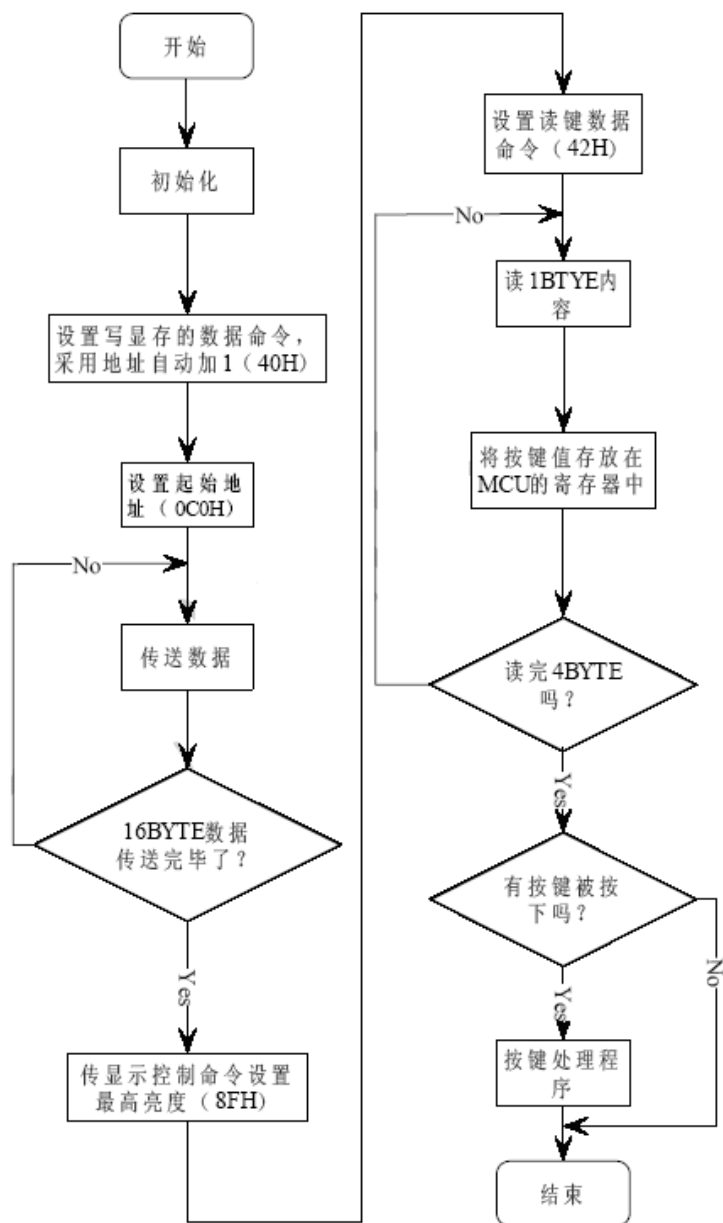 开始
初始化
设置写显存的数据命令，
采用地址自动加1（40H）
设置起始地
址（0C0H）
No
传送数据
16BYTE数据
传送完毕了？
Yes
传显示控制命令设置
最高亮度（8FH）
设置读键数据
命令（42H）
No
读1BTYE内
容
将按键值存放在
MCU的寄存器中
读完4BYTE
吗？
Yes
有按键被按
下吗？
No
Yes
按键处理程
序
结束